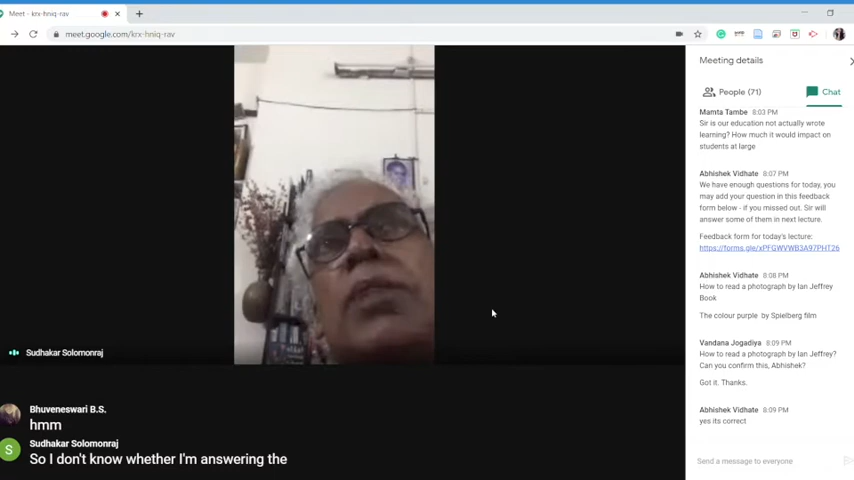 Meet - krx-hniq-rav
meet.google.com/krx-hniq-rav
Meeting details
People (71)
Chat
Mamta Tambe 8:03 PM
Sir is our education not actually wrote
learning? How much it would impact on
students at large
Abhishek Vidhate 8:07 PM
We have enough questions for today, you
may add your question in this feedback
form below - if you missed out. Sir will
answer some of them in next lecture.
Feedback form for today's lecture:
https://forms.gle/xPFGWVWB3A97PHT26
Abhishek Vidhate 8:08 PM
How to read a photograph by Ian Jeffrey
Book
The colour purple by Spielberg film
Vandana Jogadiya 8:09 PM
How to read a photograph by Ian Jeffrey?
Can you confirm this, Abhishek?
Got it. Thanks.
Abhishek Vidhate 8:09 PM
yes its correct
Send a message to everyone
Sudhakar Solomonraj
Bhuveneswari B.S.
hmm
S
Sudhakar Solomonraj
So I don't know whether I'm answering the